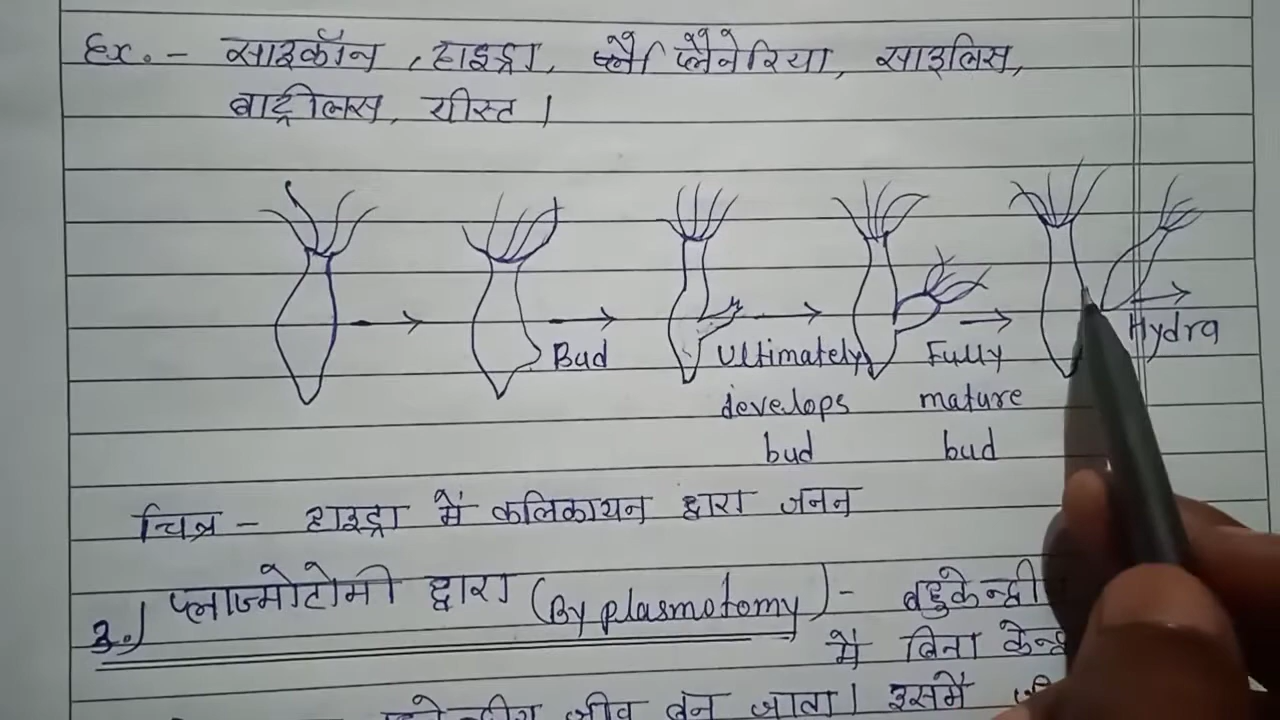 Ex. - साइकॉन, हाइड्रा, प्लैनेरिया, साइलिस,
बाट्रीलस, यीस्ट।
Bud
Ultimately
develops
bud
Fully
mature
bud
Hydra
चित्र - हाइड्रा में कलिकायन द्वारा जनन
3.) प्लाज्मोटोमी द्वारा (By plasmotomy) - बहुकेन्द्री
में बिना
जीव बन जाता। इसमें